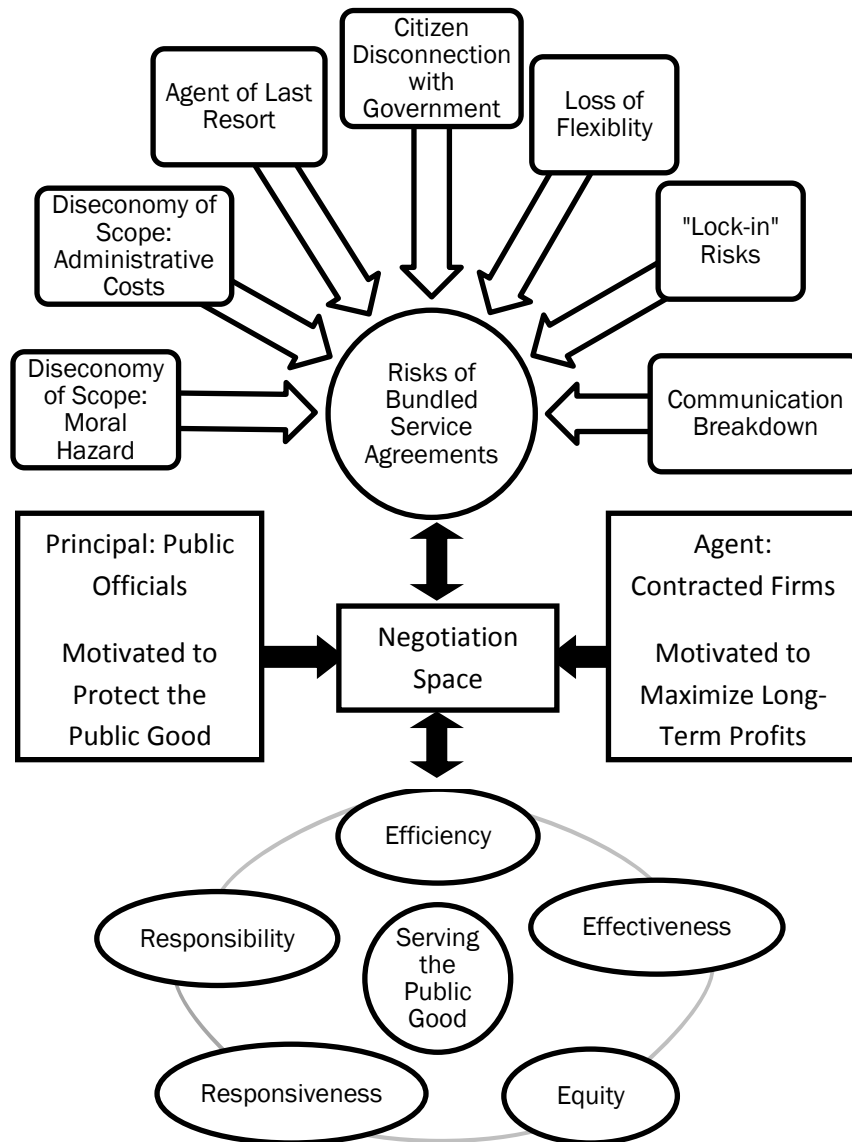 Citizen
Disconnection
with
Government
Agent of Last
Resort
Loss of
Flexiblity
Diseconomy of
Scope:
Administrative
Costs
"Lock-in"
Risks
Diseconomy
of Scope:
Moral
Hazard
Risks of
Bundled
Service
Agreements
Communication
Breakdown
Principal: Public
Officials
Motivated to
Protect the
Public Good
Negotiation
Space
Agent:
Contracted Firms
Motivated to
Maximize Long-
Term Profits
Efficiency
Responsibility
Effectiveness
Serving
the
Public
Good
Responsiveness
Equity